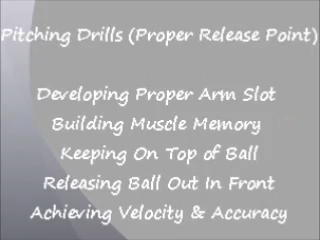 Pitching Drills (Proper Release Point)
Developing Proper Arm Slot
Building Muscle Memory
Keeping On Top of Ball
Releasing Ball Out In Front
Achieving Velocity & Accuracy